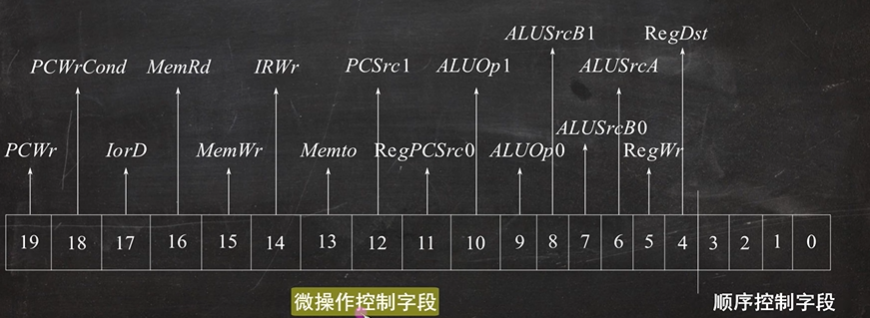 ALUSrcB1 RegDst
PCWrCond MemRd IRWr PCSrc1 ALUOp1 ALUSrcA
ALUSrcB0
PCWr IorD MemWr Memto RegPCSrc0 ALUOp0 RegWr
19 18 17 16 15 14 13 12 11 10 9 8 7 6 5 4 3 2 1 0
微操作控制字段 顺序控制字段